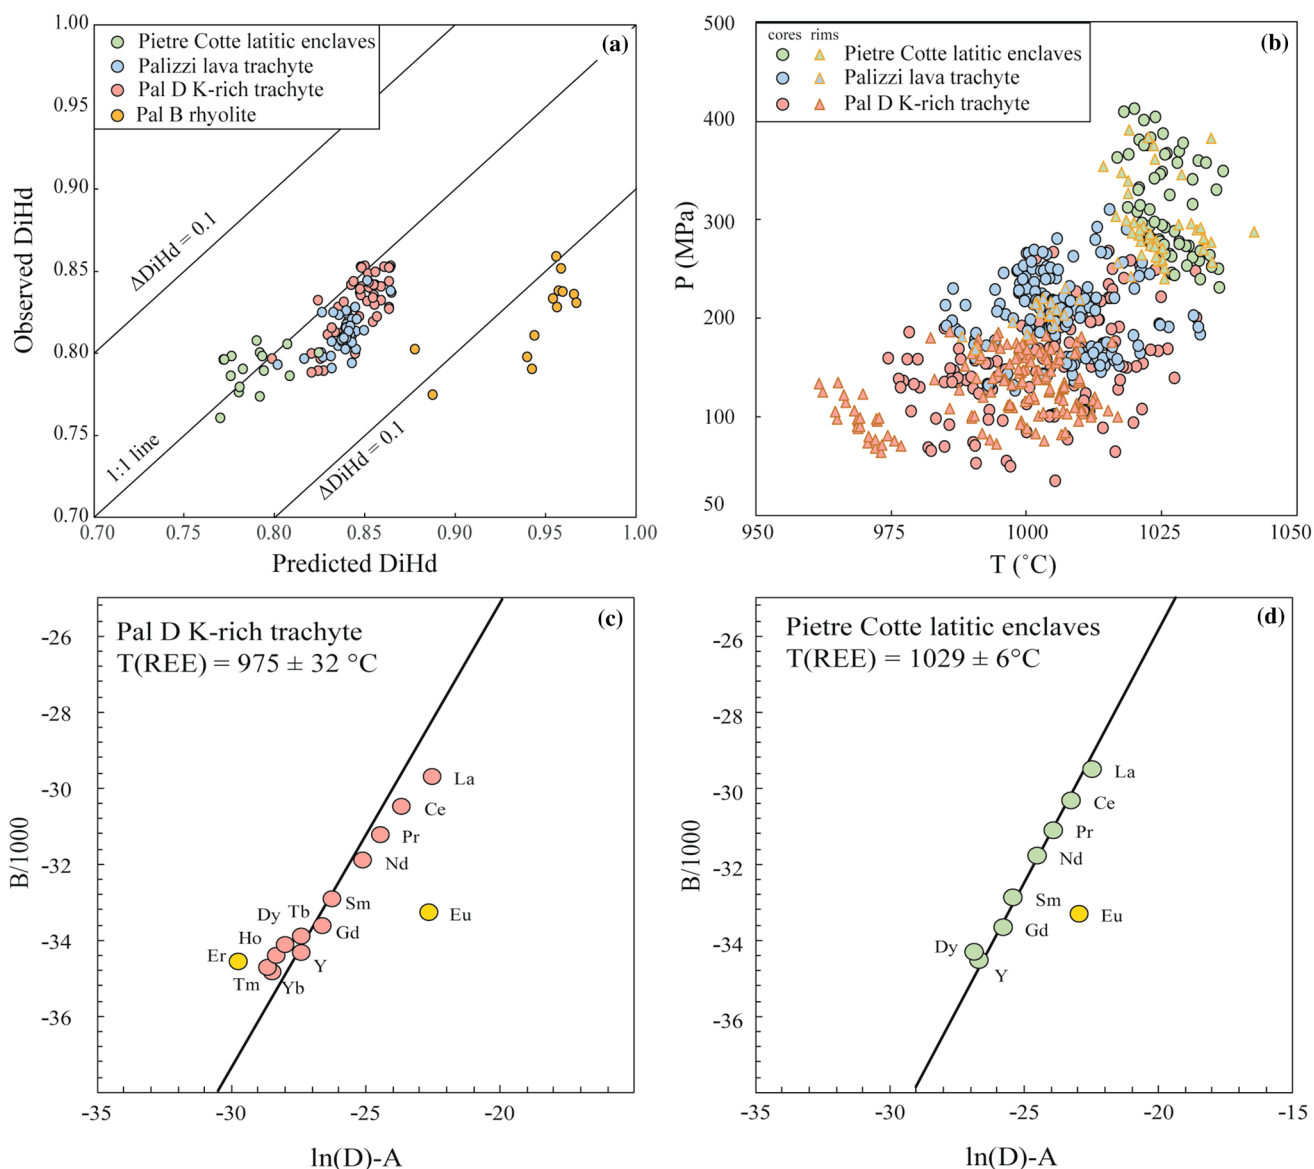 (a)
Pietre Cotte latitic enclaves
Palizzi lava trachyte
Pal D K-rich trachyte
Pal B rhyolite
1.00
0.95
0.90
0.85
0.80
0.75
0.70
Observed DiHd
ΔDiHd = 0.1
1:1 line
ΔDiHd = 0.1
0.70
0.75
0.80
0.85
0.90
0.95
1.00
Predicted DiHd
(b)
cores rims
Pietre Cotte latitic enclaves
Palizzi lava trachyte
Pal D K-rich trachyte
500
400
300
200
100
50
P (MPa)
950
975
1000
1025
1050
T (˚C)
(c)
Pal D K-rich trachyte
T(REE) = 975 ± 32 °C
-26
-28
-30
-32
-34
-36
B/1000
La
Ce
Pr
Nd
Sm
Eu
Tb
Dy
Gd
Ho
Er
Y
Tm
Yb
-35
-30
-25
-20
ln(D)-A
(d)
Pietre Cotte latitic enclaves
T(REE) = 1029 ± 6°C
-26
-28
-30
-32
-34
-36
B/1000
La
Ce
Pr
Nd
Sm
Eu
Gd
Dy
Y
-35
-30
-25
-20
-15
ln(D)-A